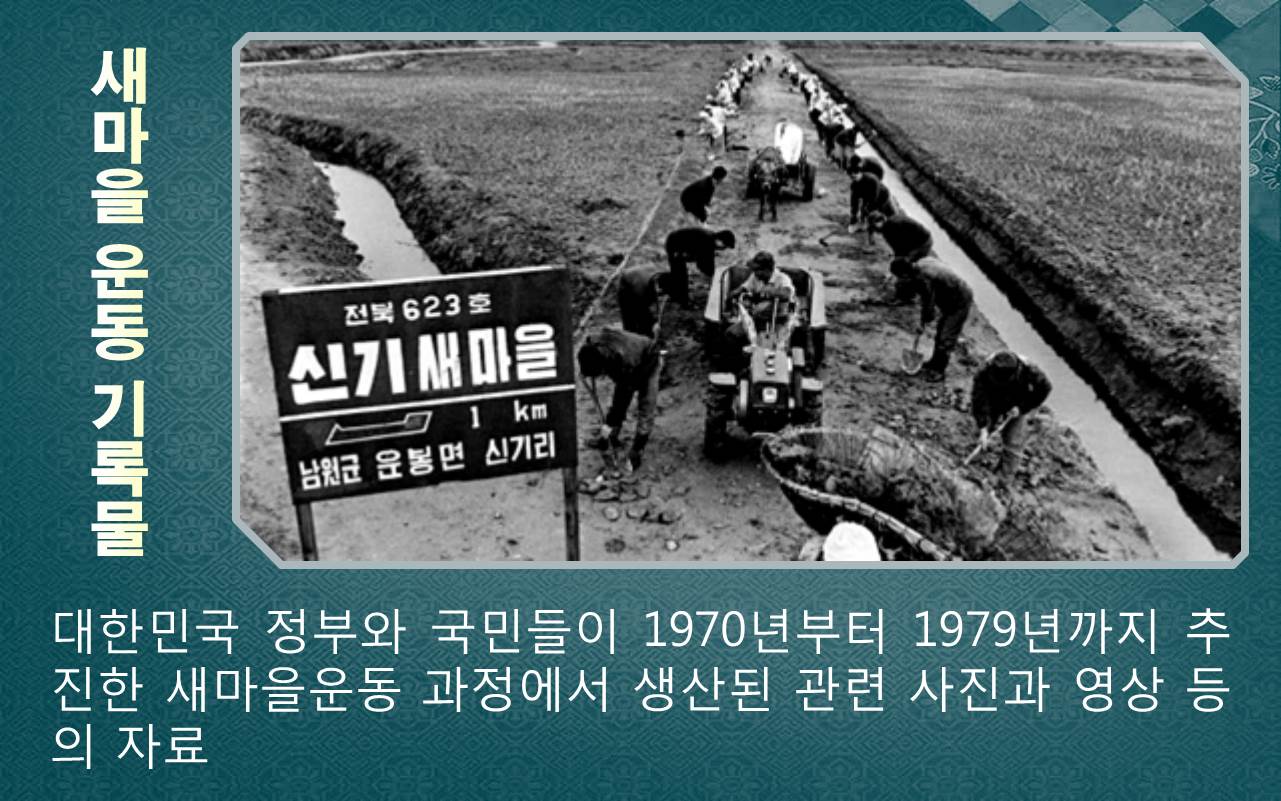 새마을 운동 기록물
전북 623 호
신기새마을
1 km
남원군 운봉면 신기리
대한민국 정부와 국민들이 1970년부터 1979년까지 추
진한 새마을운동 과정에서 생산된 관련 사진과 영상 등
의 자료